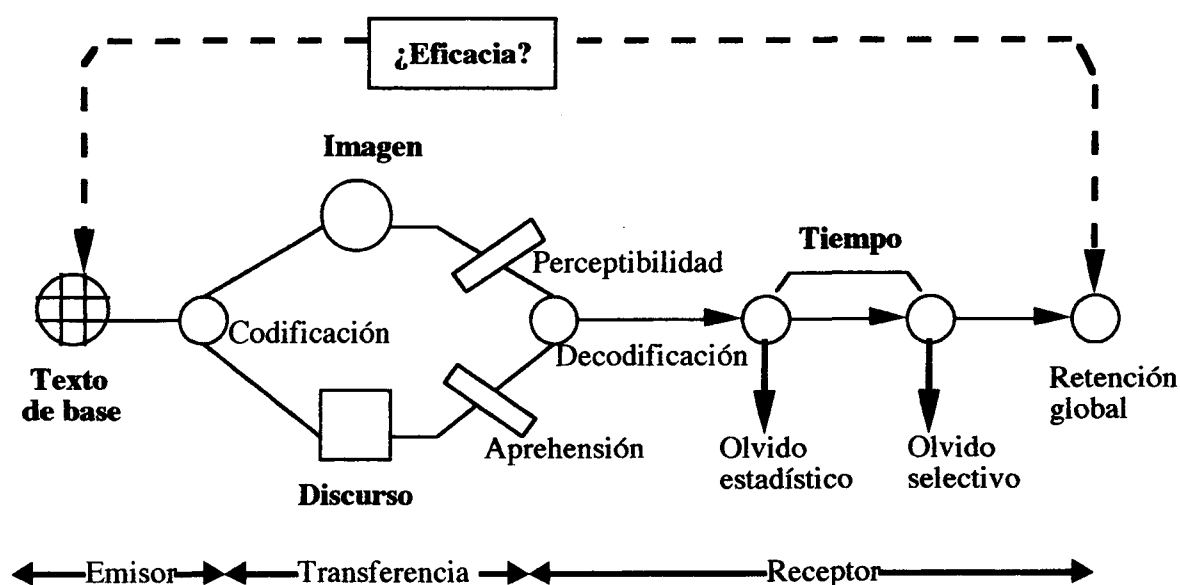 ¿Eficacia?
Imagen
Perceptibilidad
Tiempo
Codificación
Decodificación
Texto
de base
Retención
global
Aprehensión
Olvido
estadístico
Olvido
selectivo
Discurso
Emisor
Transferencia
Receptor